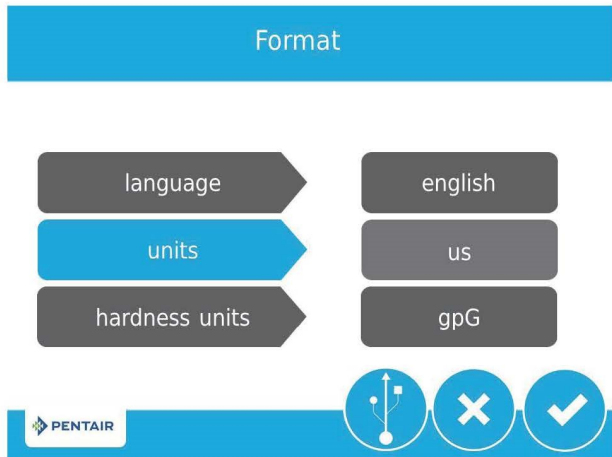 Format
language
english
units
us
hardness units
gpG
PENTAIR